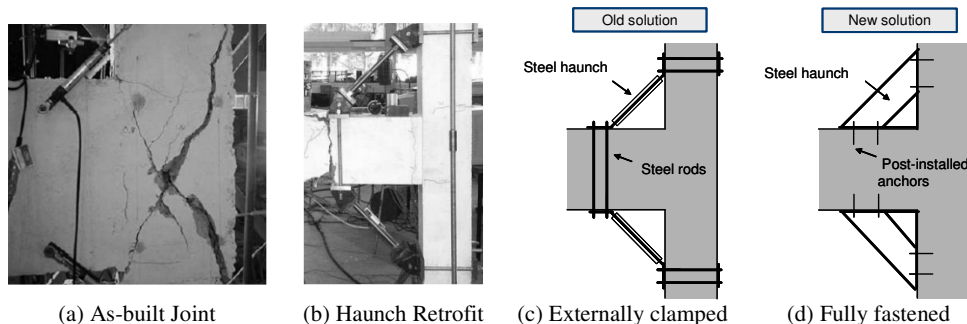 Old solution
New solution
Steel haunch
Steel haunch
Steel rods
Post-installed
anchors
(a) As-built Joint
(b) Haunch Retrofit
(c) Externally clamped
(d) Fully fastened